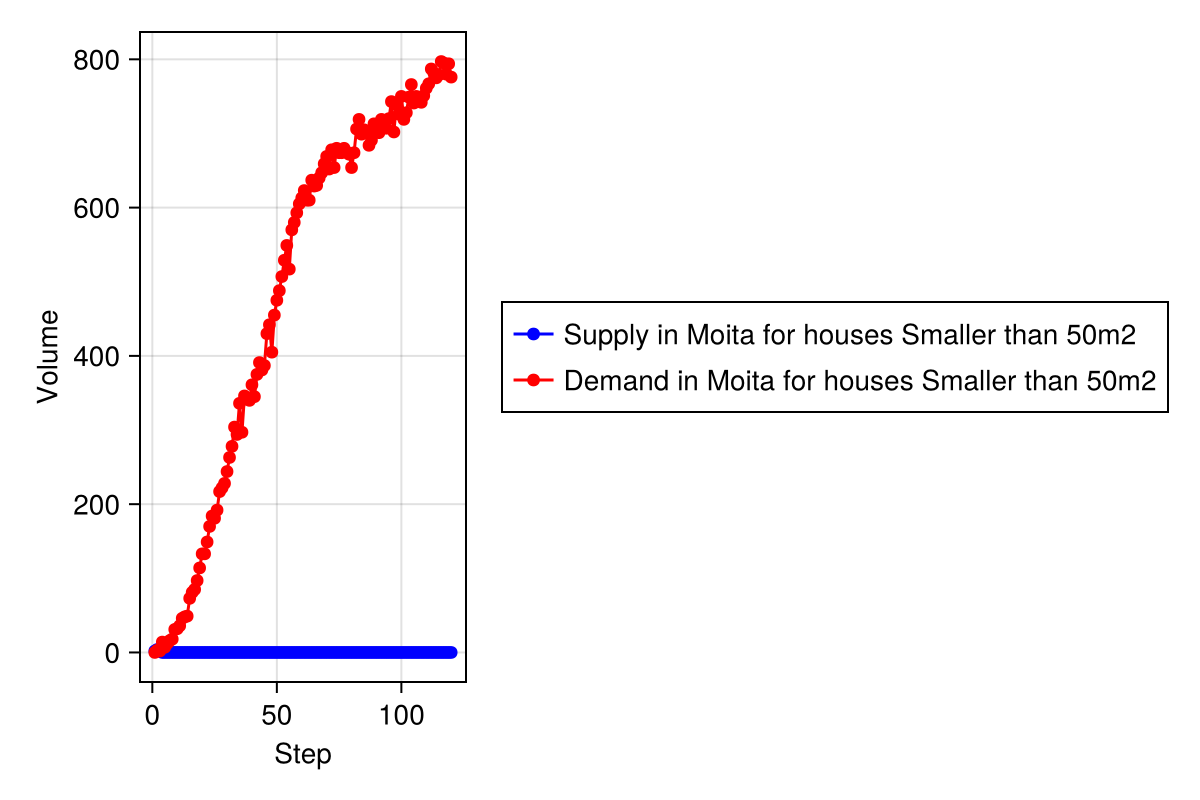 800
600
400
200
0
Volume
0 50 100
Step
Supply in Moita for houses Smaller than 50m2
Demand in Moita for houses Smaller than 50m2